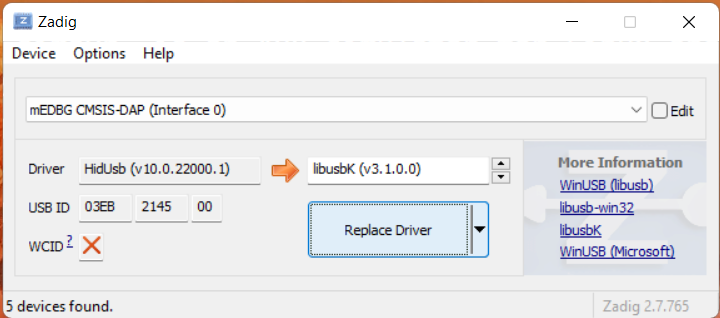 Zadig
Device Options Help
mEDBG CMSIS-DAP (Interface 0)
Edit
Driver HidUsb (v10.0.22000.1) libusbK (v3.1.0.0)
USB ID 03EB 2145 00
WCID ?
Replace Driver
More Information
WinUSB (libusb)
libusb-win32
libusbK
WinUSB (Microsoft)
5 devices found.
Zadig 2.7.765